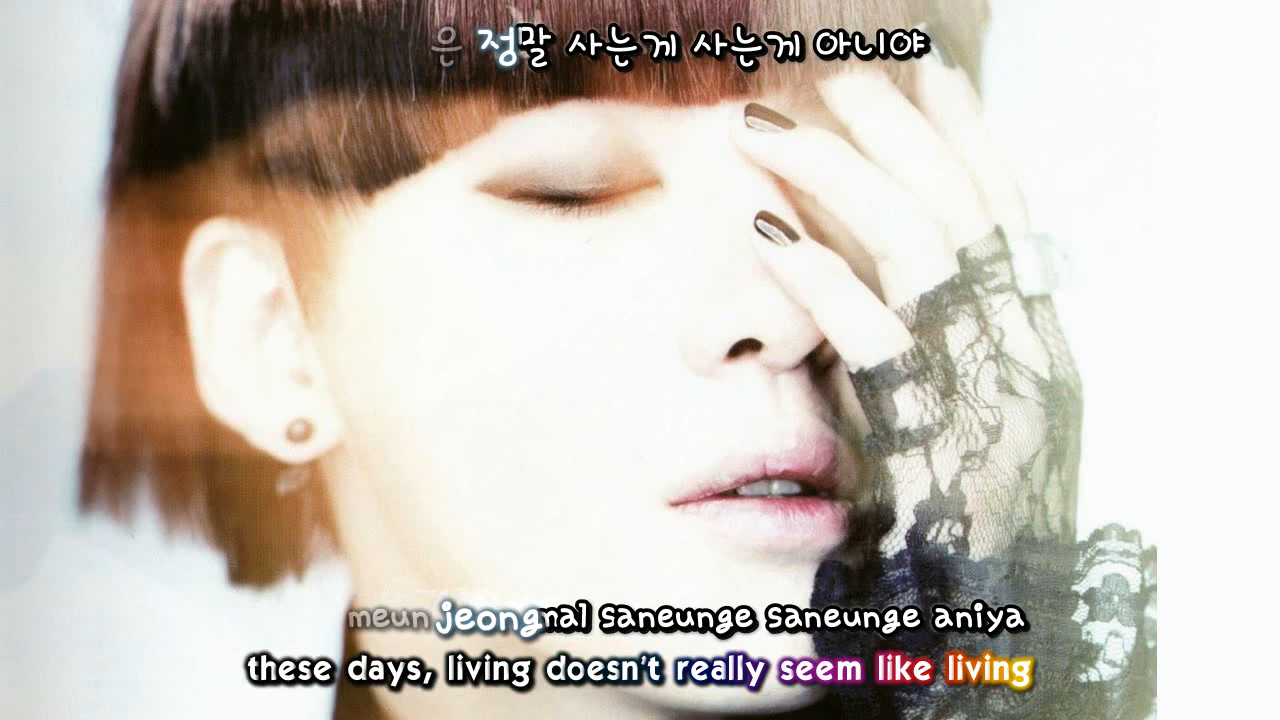 은 정말 사는게 사는게 아니야
meun jeongmal saneunge saneunge aniya
these days, living doesn't really seem like living